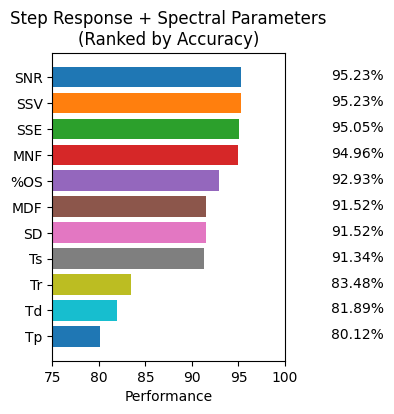 Step Response + Spectral Parameters
(Ranked by Accuracy)
SNR 95.23%
SSV 95.23%
SSE 95.05%
MNF 94.96%
%OS 92.93%
MDF 91.52%
SD 91.52%
Ts 91.34%
Tr 83.48%
Td 81.89%
Tp 80.12%
75 80 85 90 95 100
Performance